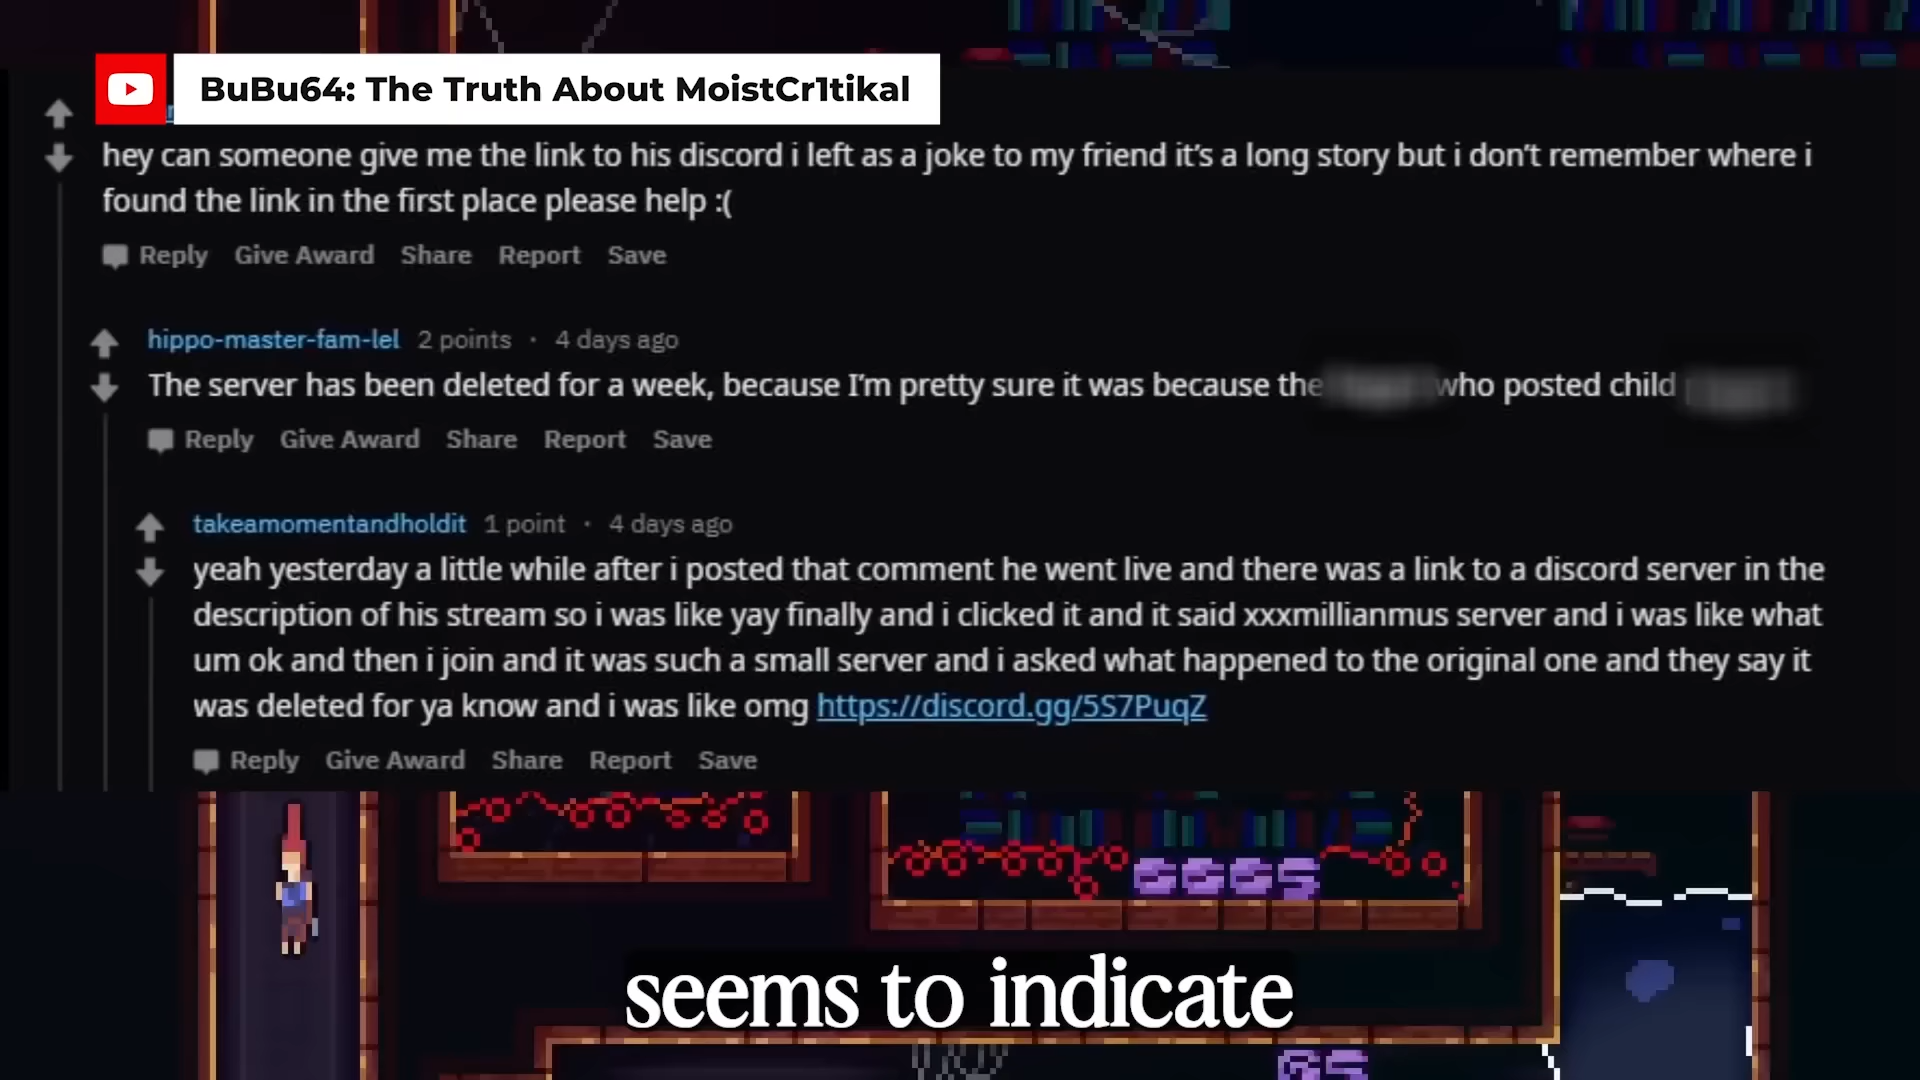 BuBu64: The Truth About MoistCr1tikal
hey can someone give me the link to his discord i left as a joke to my friend it's a long story but i don't remember where i
found the link in the first place please help :(
Reply Give Award Share Report Save
hippo-master-fam-lel 2 points · 4 days ago
The server has been deleted for a week, because I'm pretty sure it was because the who posted child
Reply Give Award Share Report Save
takeamomentandholdit 1 point · 4 days ago
yeah yesterday a little while after i posted that comment he went live and there was a link to a discord server in the
description of his stream so i was like yay finally and i clicked it and it said xxxmillianmus server and i was like what
um ok and then i join and it was such a small server and i asked what happened to the original one and they say it
was deleted for ya know and i was like omg https://discord.gg/5S7PuqZ
Reply Give Award Share Report Save
seems to indicate